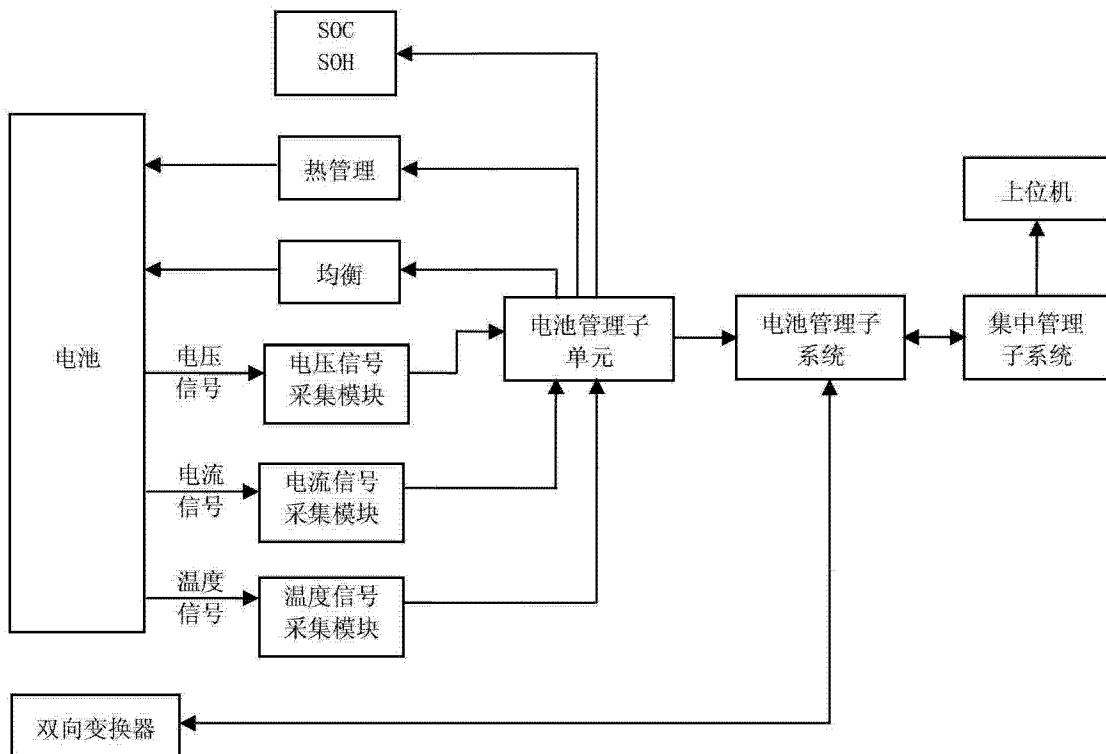 SOC
SOH
热管理
上位机
均衡
电池管理子
单元
电池管理子
系统
集中管理
子系统
电池
电压
信号
电压信号
采集模块
电流
信号
电流信号
采集模块
温度
信号
温度信号
采集模块
双向变换器